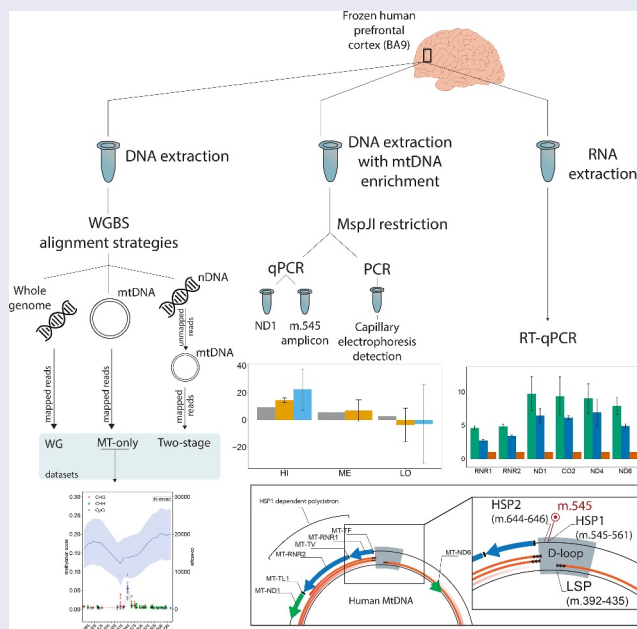 Frozen human
prefrontal
cortex (BA9)
DNA extraction
DNA extraction
with mtDNA
enrichment
RNA
extraction
WGBS
alignment strategies
MspJI restriction
Whole
genome
mtDNA
nDNA
unmapped
reads
mtDNA
mapped reads
mapped reads
mapped
reads
qPCR
PCR
ND1
m.545
amplicon
Capillary
electrophoresis
detection
RT-qPCR
WG
MT-only
Two-stage
datasets
40
20
0
−20
HI
ME
LO
10
5
0
RNR1
RNR2
ND1
CO2
ND4
ND6
0.30
0.25
0.20
0.15
0.10
0.05
0.00
CHG
CHH
CpG
H-strand
30000
20000
10000
0
methylation score
coverage
HSP1 dependent polycistron
MT-TF
MT-RNR1
MT-TV
MT-RNR2
MT-TL1
MT-ND1
MT-ND6
Human MtDNA
HSP2
(m.644-646)
m.545
HSP1
(m.545-561)
D-loop
LSP
(m.392-435)